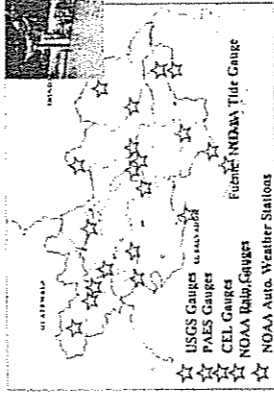 GUATEMALA
EL SALVADOR
USGS Gauges
PAES Gauges
CEL Gauges
NOAA Rain Gauges
NOAA Auto. Weather Stations
NOAA Tide Gauge